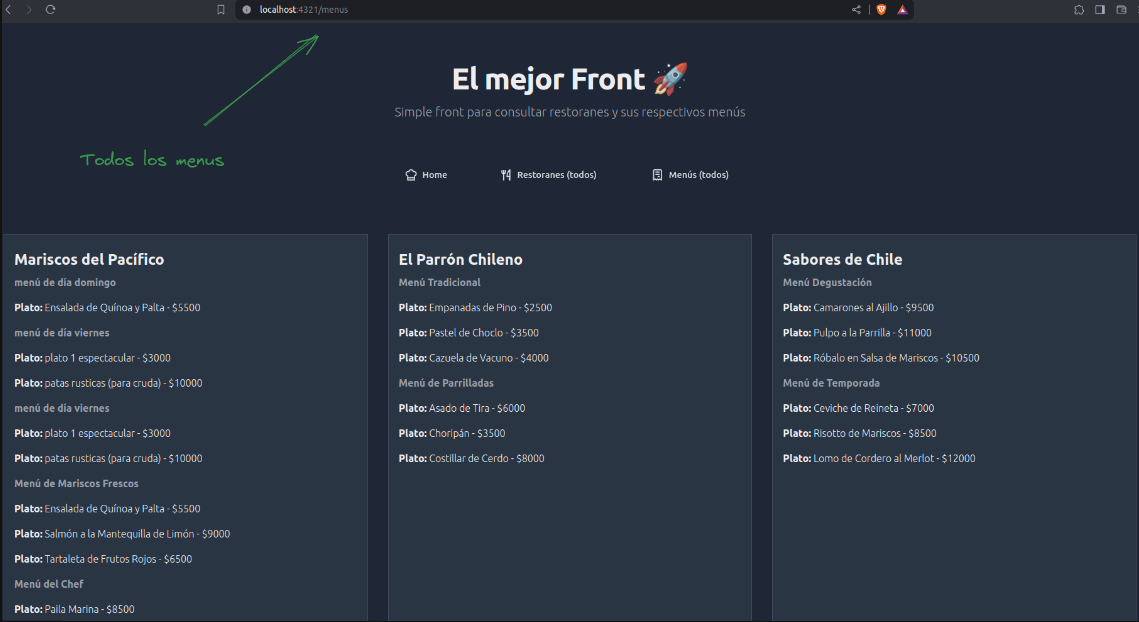 localhost:4321/menus
El mejor Front 🚀
Simple front para consultar restoranes y sus respectivos menús
Todos los menus
Home
Restoranes (todos)
Menús (todos)
Mariscos del Pacífico
menú de día domingo
Plato: Ensalada de Quínoa y Palta - $5500
menú de día viernes
Plato: plato 1 espectacular - $3000
Plato: patas rusticas (para cruda) - $10000
menú de día viernes
Plato: plato 1 espectacular - $3000
Plato: patas rusticas (para cruda) - $10000
Menú de Mariscos Frescos
Plato: Ensalada de Quínoa y Palta - $5500
Plato: Salmón a la Mantequilla de Limón - $9000
Plato: Tartaleta de Frutos Rojos - $6500
Menú del Chef
Plato: Paila Marina - $8500
El Parrón Chileno
Menú Tradicional
Plato: Empanadas de Pino - $2500
Plato: Pastel de Choclo - $3500
Plato: Cazuela de Vacuno - $4000
Menú de Parrilladas
Plato: Asado de Tira - $6000
Plato: Choripán - $3500
Plato: Costillar de Cerdo - $8000
Sabores de Chile
Menú Degustación
Plato: Camarones al Ajillo - $9500
Plato: Pulpo a la Parrilla - $11000
Plato: Róbalo en Salsa de Mariscos - $10500
Menú de Temporada
Plato: Ceviche de Reineta - $7000
Plato: Risotto de Mariscos - $8500
Plato: Lomo de Cordero al Merlot - $12000